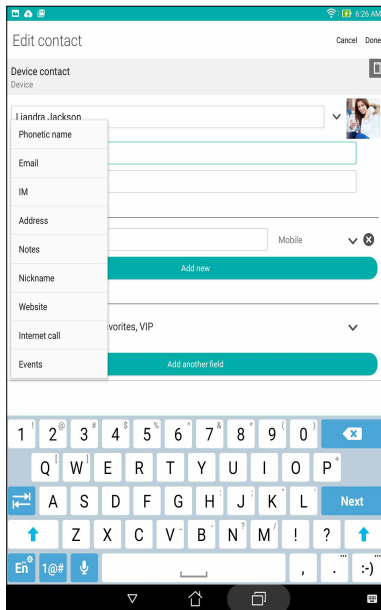 6:26 AM
Edit contact
Cancel Done
Device contact
Device
Liandra Jackson
Phonetic name
Email
IM
Address
Notes
Mobile
Add new
Nickname
Website
vorites, VIP
Internet call
Events
Add another field
1 ! 2 @ 3 # 4 $ 5 % 6 ^ 7 & 8 * 9 ( 0 )
Q [ W ] E R T Y U I O P +
A S D F G H : J ; K " L ' Next
Z X C V - B _ N ? M / ! ?
En 1@# , . ... :-) ...